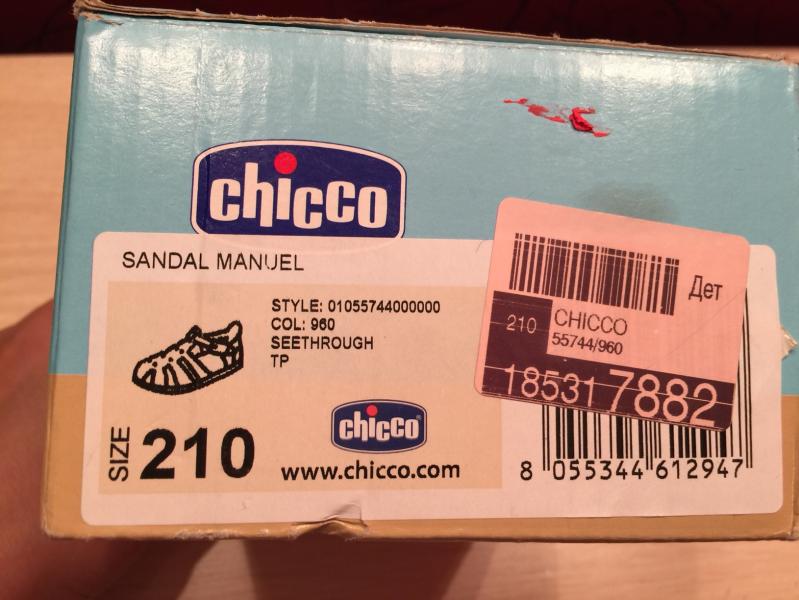 chicco
SANDAL MANUEL
STYLE: 01055744000000
COL: 960
SEETHROUGH
TP
SIZE 210
chicco
www.chicco.com
Дет
210 CHICCO
55744/960
185317882
8 055344 612947